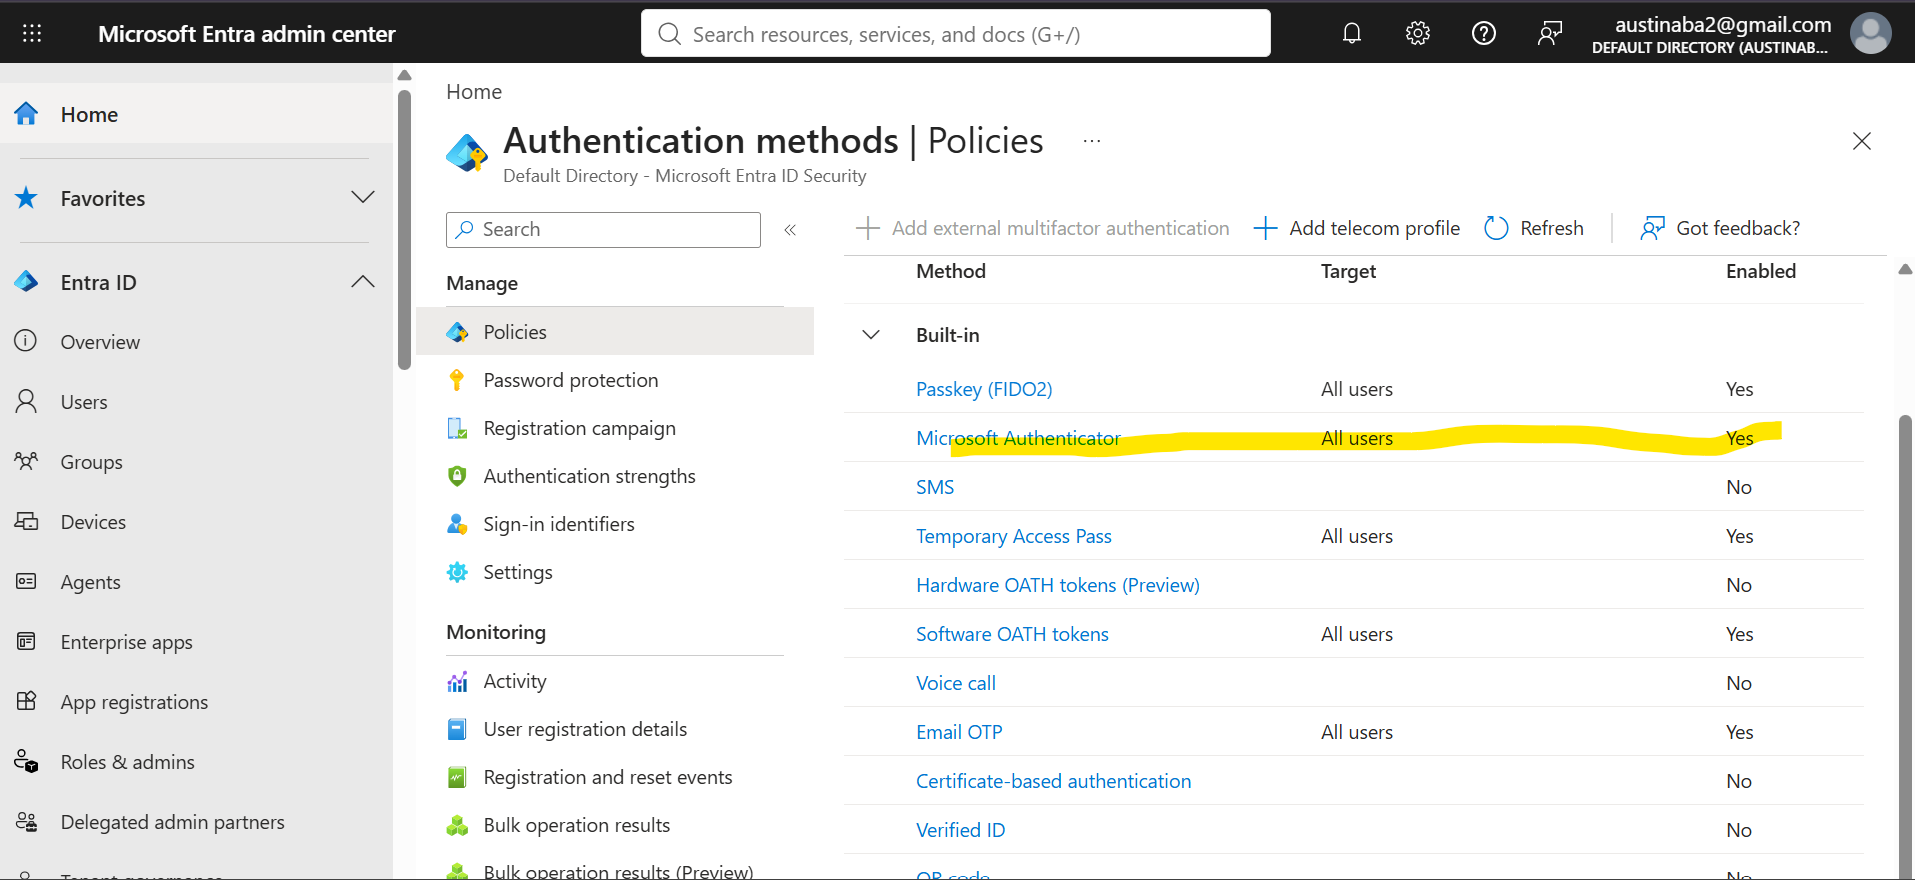 Microsoft Entra admin center
Search resources, services, and docs (G+/)
austinaba2@gmail.com
DEFAULT DIRECTORY (AUSTINAB...
Home
Favorites
Entra ID
Overview
Users
Groups
Devices
Agents
Enterprise apps
App registrations
Roles & admins
Delegated admin partners
Home
Authentication methods | Policies ...
Default Directory - Microsoft Entra ID Security
Search
Manage
Policies
Password protection
Registration campaign
Authentication strengths
Sign-in identifiers
Settings
Monitoring
Activity
User registration details
Registration and reset events
Bulk operation results
Bulk operation results (Preview)
Add external multifactor authentication
Add telecom profile
Refresh
Got feedback?
Method Target Enabled
Built-in
Passkey (FIDO2) All users Yes
Microsoft Authenticator All users Yes
SMS No
Temporary Access Pass All users Yes
Hardware OATH tokens (Preview) No
Software OATH tokens All users Yes
Voice call No
Email OTP All users Yes
Certificate-based authentication No
Verified ID No
QR code No